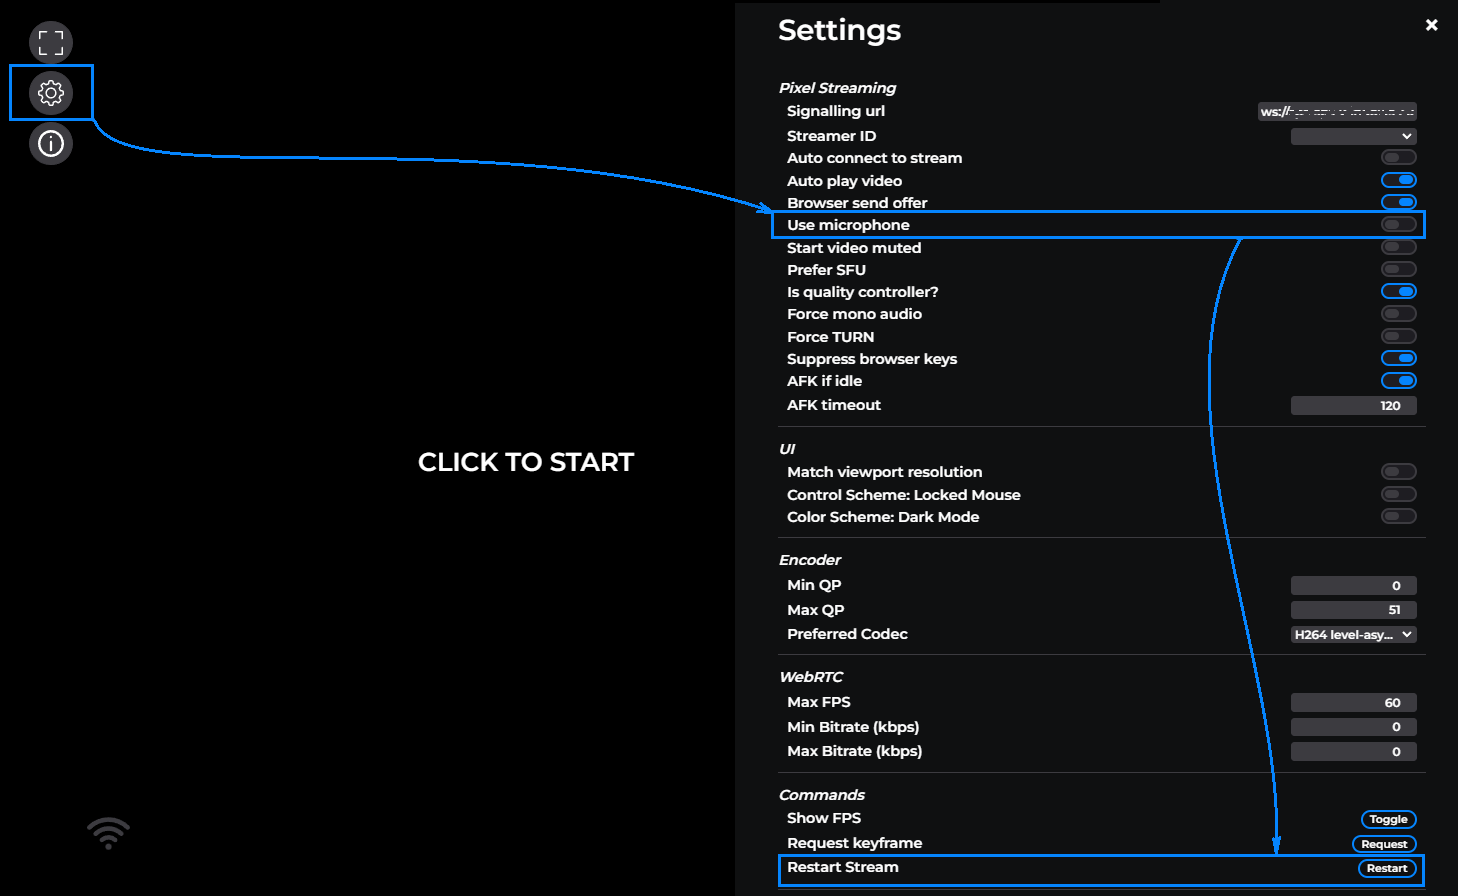 Settings
Pixel Streaming
Signalling url ws://
Streamer ID
Auto connect to stream
Auto play video
Browser send offer
Use microphone
Start video muted
Prefer SFU
Is quality controller?
Force mono audio
Force TURN
Suppress browser keys
AFK if idle
AFK timeout 120
CLICK TO START
UI
Match viewport resolution
Control Scheme: Locked Mouse
Color Scheme: Dark Mode
Encoder
Min QP 0
Max QP 51
Preferred Codec H264 level-asy...
WebRTC
Max FPS 60
Min Bitrate (kbps) 0
Max Bitrate (kbps) 0
Commands
Show FPS Toggle
Request keyframe Request
Restart Stream Restart